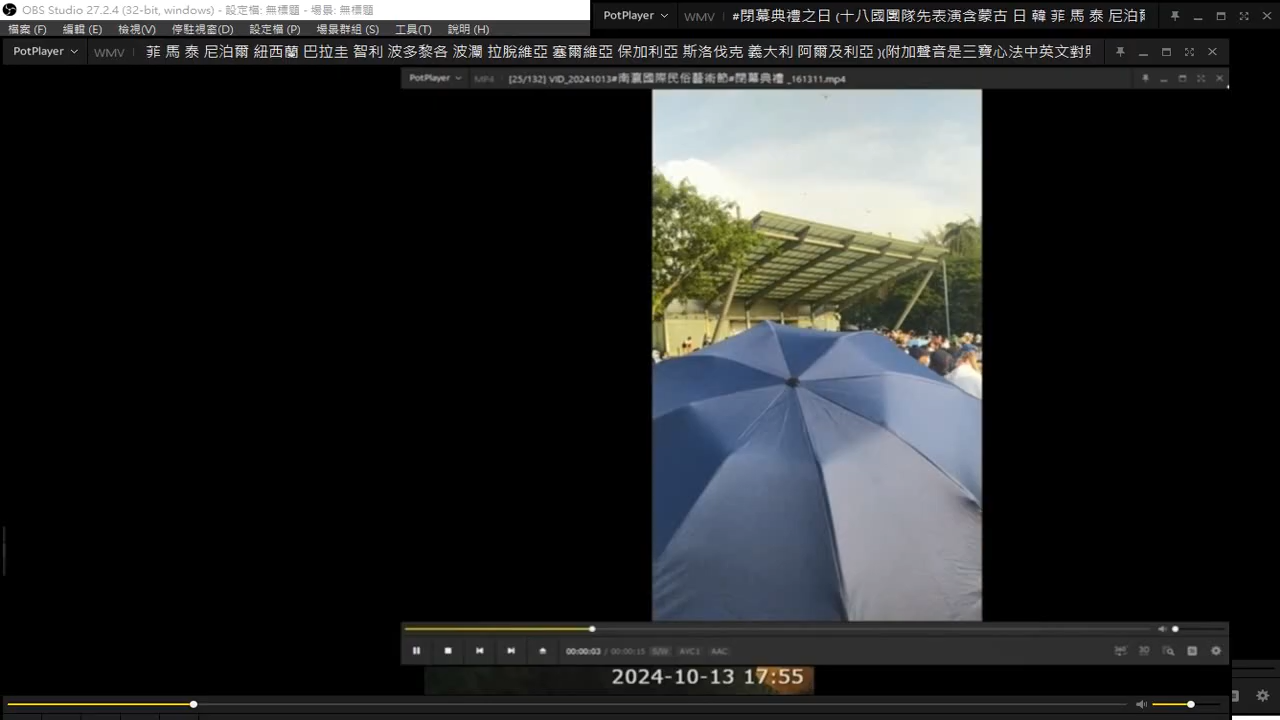 OBS Studio 27.2.4 (32-bit, windows) - 設定檔: 無標題 - 場景: 無標題
PotPlayer WMV #閉幕典禮之日 (十八國團隊先表演含蒙古 日 韓 菲 馬 泰 尼泊爾
檔案 (F) 編輯 (E) 檢視(V) 停駐視窗(D) 設定檔 (P) 場景群組 (S) 工具(T) 說明 (H)
PotPlayer WMV 菲 馬 泰 尼泊爾 紐西蘭 巴拉圭 智利 波多黎各 波瀾 拉脫維亞 塞爾維亞 保加利亞 斯洛伐克 義大利 阿爾及利亞 )(附加聲音是三寶心法中英文對照
PotPlayer MP4 [25/132] VID_20241013#南瀛國際民俗藝術節#閉幕典禮 _161311.mp4
00:00:03 / 00:00:15 S/W AVC1 AAC
2024-10-13 17:55